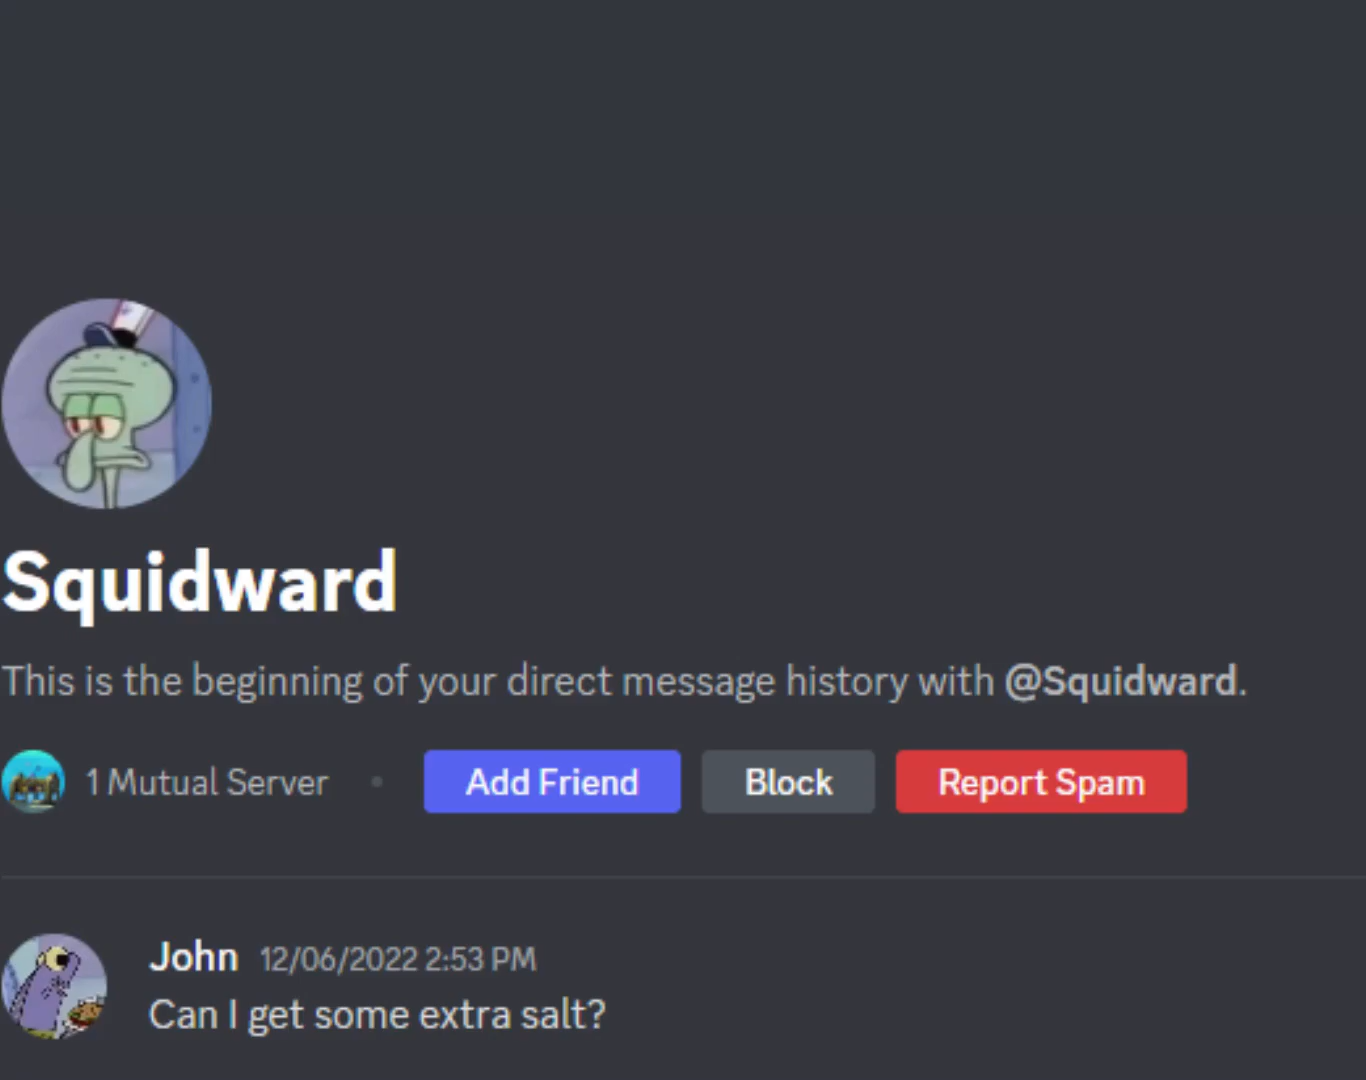 Squidward
This is the beginning of your direct message history with @Squidward.
1 Mutual Server • Add Friend Block Report Spam
John 12/06/2022 2:53 PM
Can I get some extra salt?